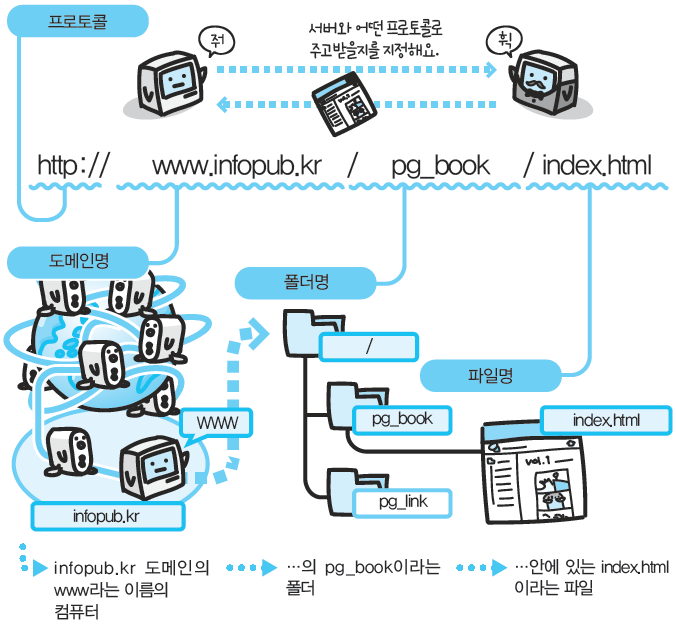 프로토콜
줘
서버와 어떤 프로토콜로
주고받을지를 지정해요.
휙
http:// www.infopub.kr / pg_book / index.html
도메인명
폴더명
/
파일명
www
pg_book
index.html
vol.1
pg_link
infopub.kr
infopub.kr 도메인의
www라는 이름의
컴퓨터
…의 pg_book이라는
폴더
…안에 있는 index.html
이라는 파일